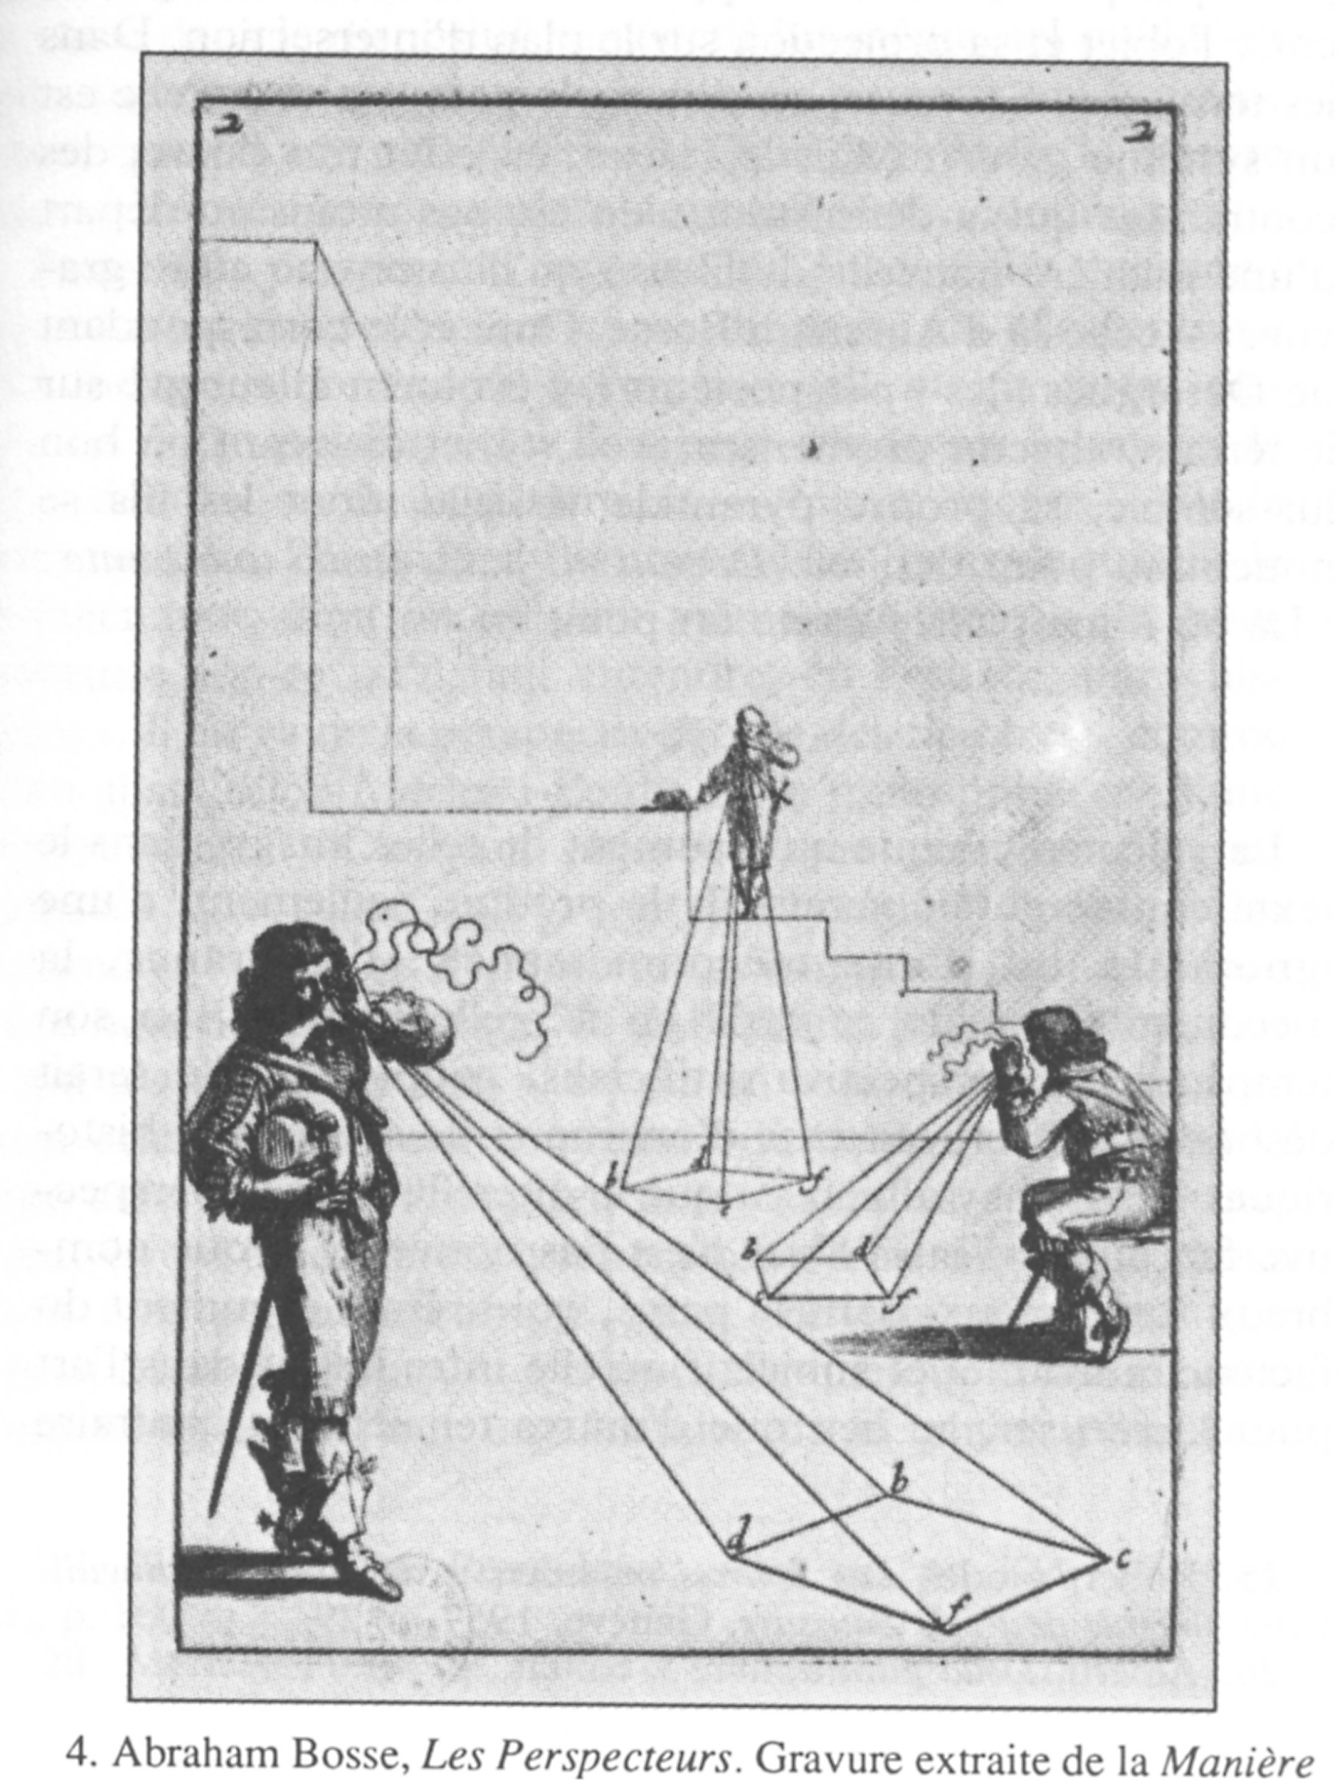 2 2
b d f c
b d c f
b
d c
f
4. Abraham Bosse, Les Perspecteurs. Gravure extraite de la Manière